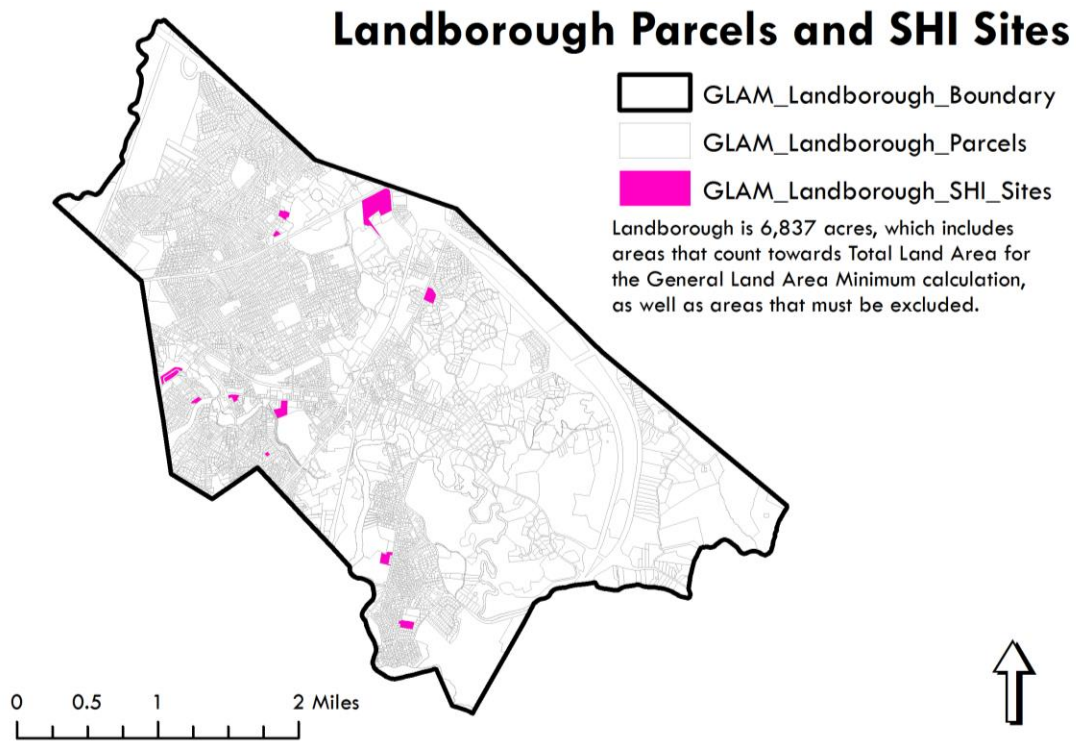 Landborough Parcels and SHI Sites
GLAM_Landborough_Boundary
GLAM_Landborough_Parcels
GLAM_Landborough_SHI_Sites
Landborough is 6,837 acres, which includes
areas that count towards Total Land Area for
the General Land Area Minimum calculation,
as well as areas that must be excluded.
0 0.5 1 2 Miles